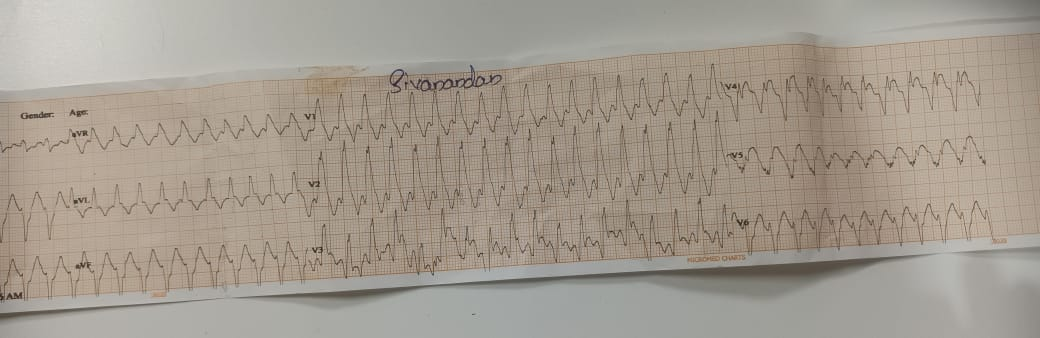 Sivanandan
Gender: Age:
aVR
V1
V4
aVL
V2
V5
aVF
V3
V6
AM
MICROMED CHARTS